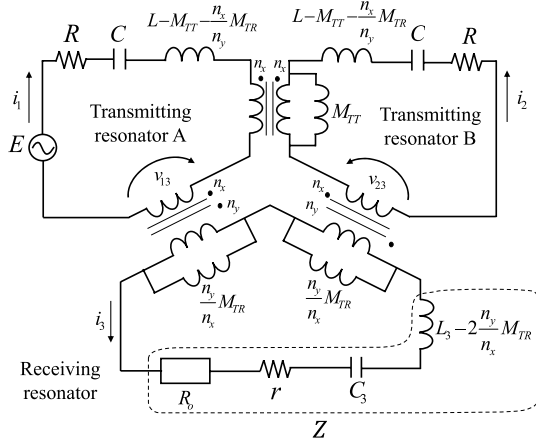 L−M_TT−(n_x/n_y)M_TR
L−M_TT−(n_x/n_y)M_TR
R
C
C
R
n_x
n_x
i_1
i_2
Transmitting
resonator A
M_TT
Transmitting
resonator B
E
v_13
v_23
n_x
n_y
n_x
n_y
(n_y/n_x)M_TR
(n_y/n_x)M_TR
i_3
L_3−2(n_y/n_x)M_TR
Receiving
resonator
R_o
r
C_3
Z